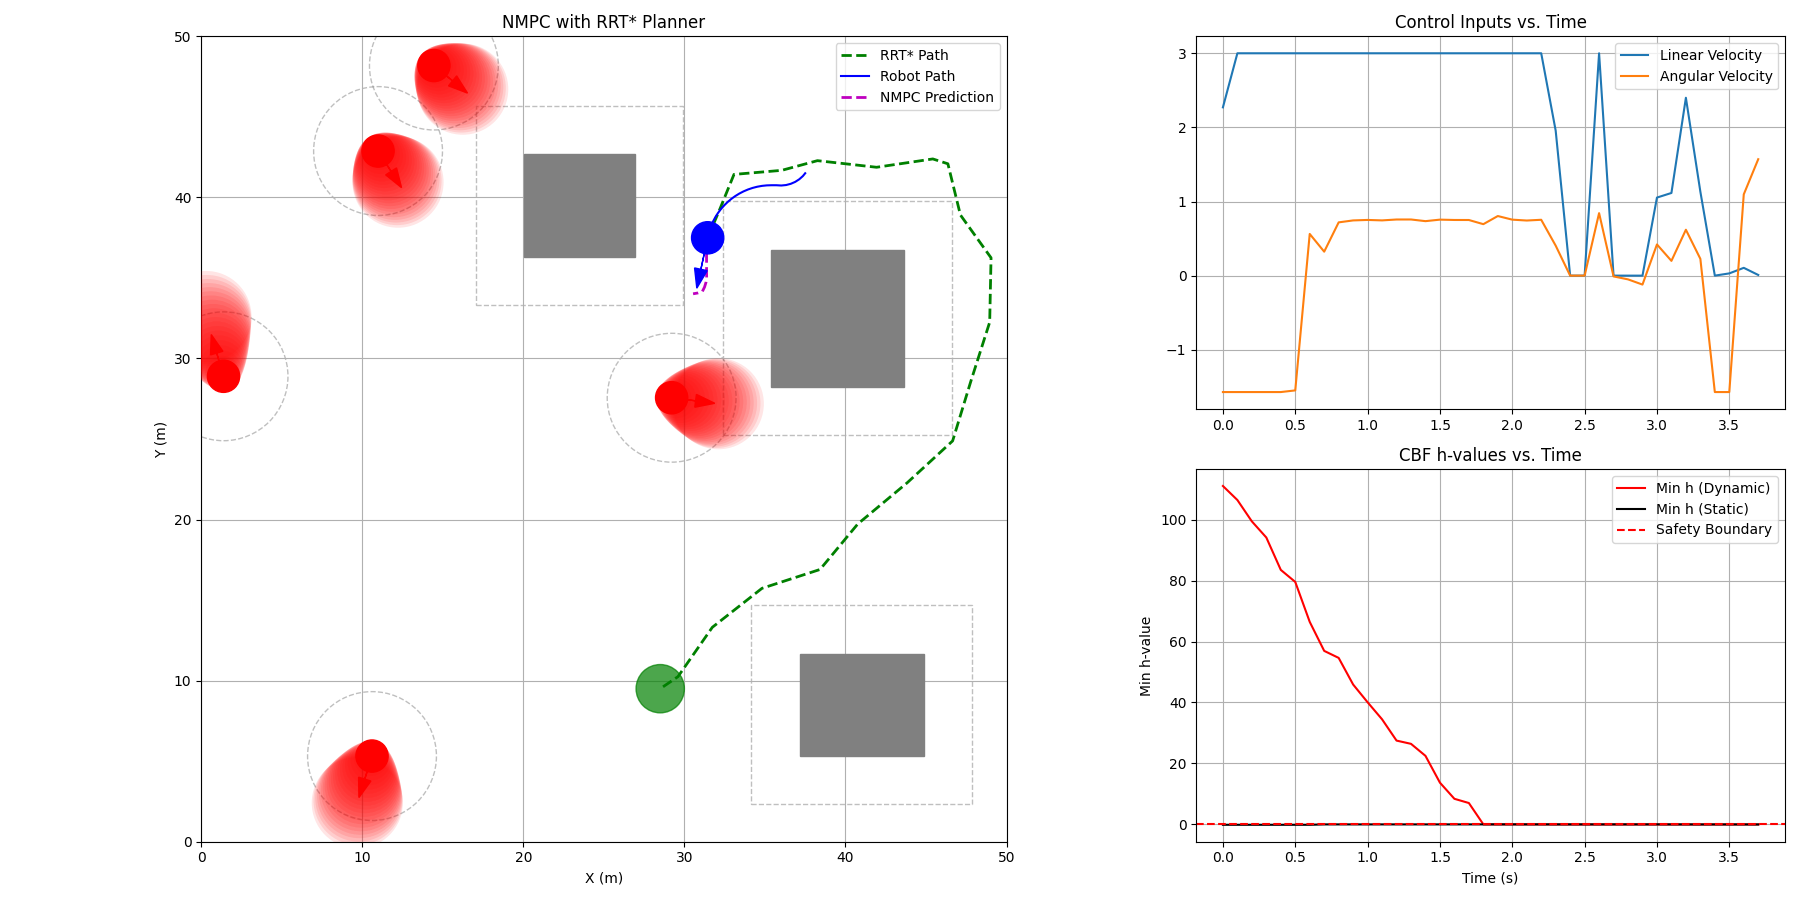 NMPC with RRT* Planner
50
40
30
20
10
0
Y (m)
0 10 20 30 40 50
X (m)
RRT* Path
Robot Path
NMPC Prediction
Control Inputs vs. Time
3
2
1
0
−1
0.0 0.5 1.0 1.5 2.0 2.5 3.0 3.5
Linear Velocity
Angular Velocity
CBF h-values vs. Time
100
80
60
40
20
0
Min h-value
0.0 0.5 1.0 1.5 2.0 2.5 3.0 3.5
Time (s)
Min h (Dynamic)
Min h (Static)
Safety Boundary